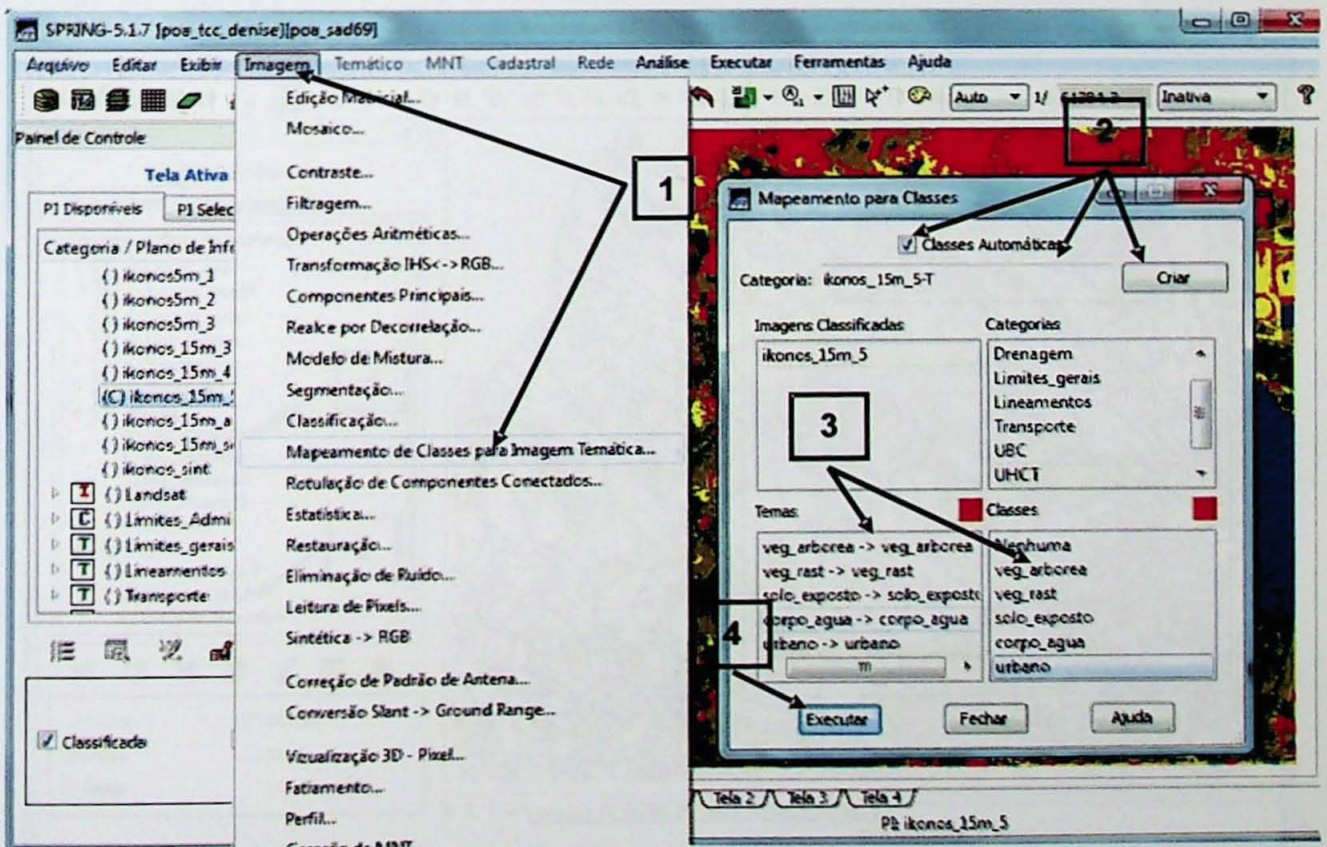 SPRING-5.1.7 [poa_tcc_denise][poa_sad69]
Arquivo Editar Exibir Imagem Temático MNT Cadastral Rede Análise Executar Ferramentas Ajuda
Auto 1/ Inativa
Painel de Controle
Tela Ativa
PI Disponíveis PI Selec
Categoria / Plano de Info
( ) ikonos5m_1
( ) ikonos5m_2
( ) ikonos5m_3
( ) ikonos_15m_3
( ) ikonos_15m_4
(C) ikonos_15m_5
( ) ikonos_15m_a
( ) ikonos_15m_s
( ) ikonos_sint
I ( ) Landsat
C ( ) Limites_Admi
T ( ) Limites_gerais
T ( ) Lineamentos
T ( ) Transporte
Classificada
Edição Matricial...
Mosaico...
Contraste...
Filtragem...
Operações Aritméticas...
Transformação IHS<->RGB...
Componentes Principais...
Realce por Decorrelação...
Modelo de Mistura...
Segmentação...
Classificação...
Mapeamento de Classes para Imagem Temática...
Rotulação de Componentes Conectados...
Estatística...
Restauração...
Eliminação de Ruído...
Leitura de Pixels...
Sintética -> RGB
Correção de Padrão de Antena...
Conversão Slant -> Ground Range...
Visualização 3D - Pixel...
Fatiamento...
Perfil...
1
2
Mapeamento para Classes
Classes Automáticas
Categoria: ikonos_15m_5-T Criar
Imagens Classificadas Categorias
ikonos_15m_5
Drenagem
Limites_gerais
Lineamentos
Transporte
UBC
UHCT
3
Temas Classes
veg_arborea -> veg_arborea
veg_rast -> veg_rast
solo_exposto -> solo_exposto
corpo_agua -> corpo_agua
urbano -> urbano
Nenhuma
veg_arborea
veg_rast
solo_exposto
corpo_agua
urbano
4
Executar Fechar Ajuda
Tela 2 Tela 3 Tela 4
PI: ikonos_15m_5